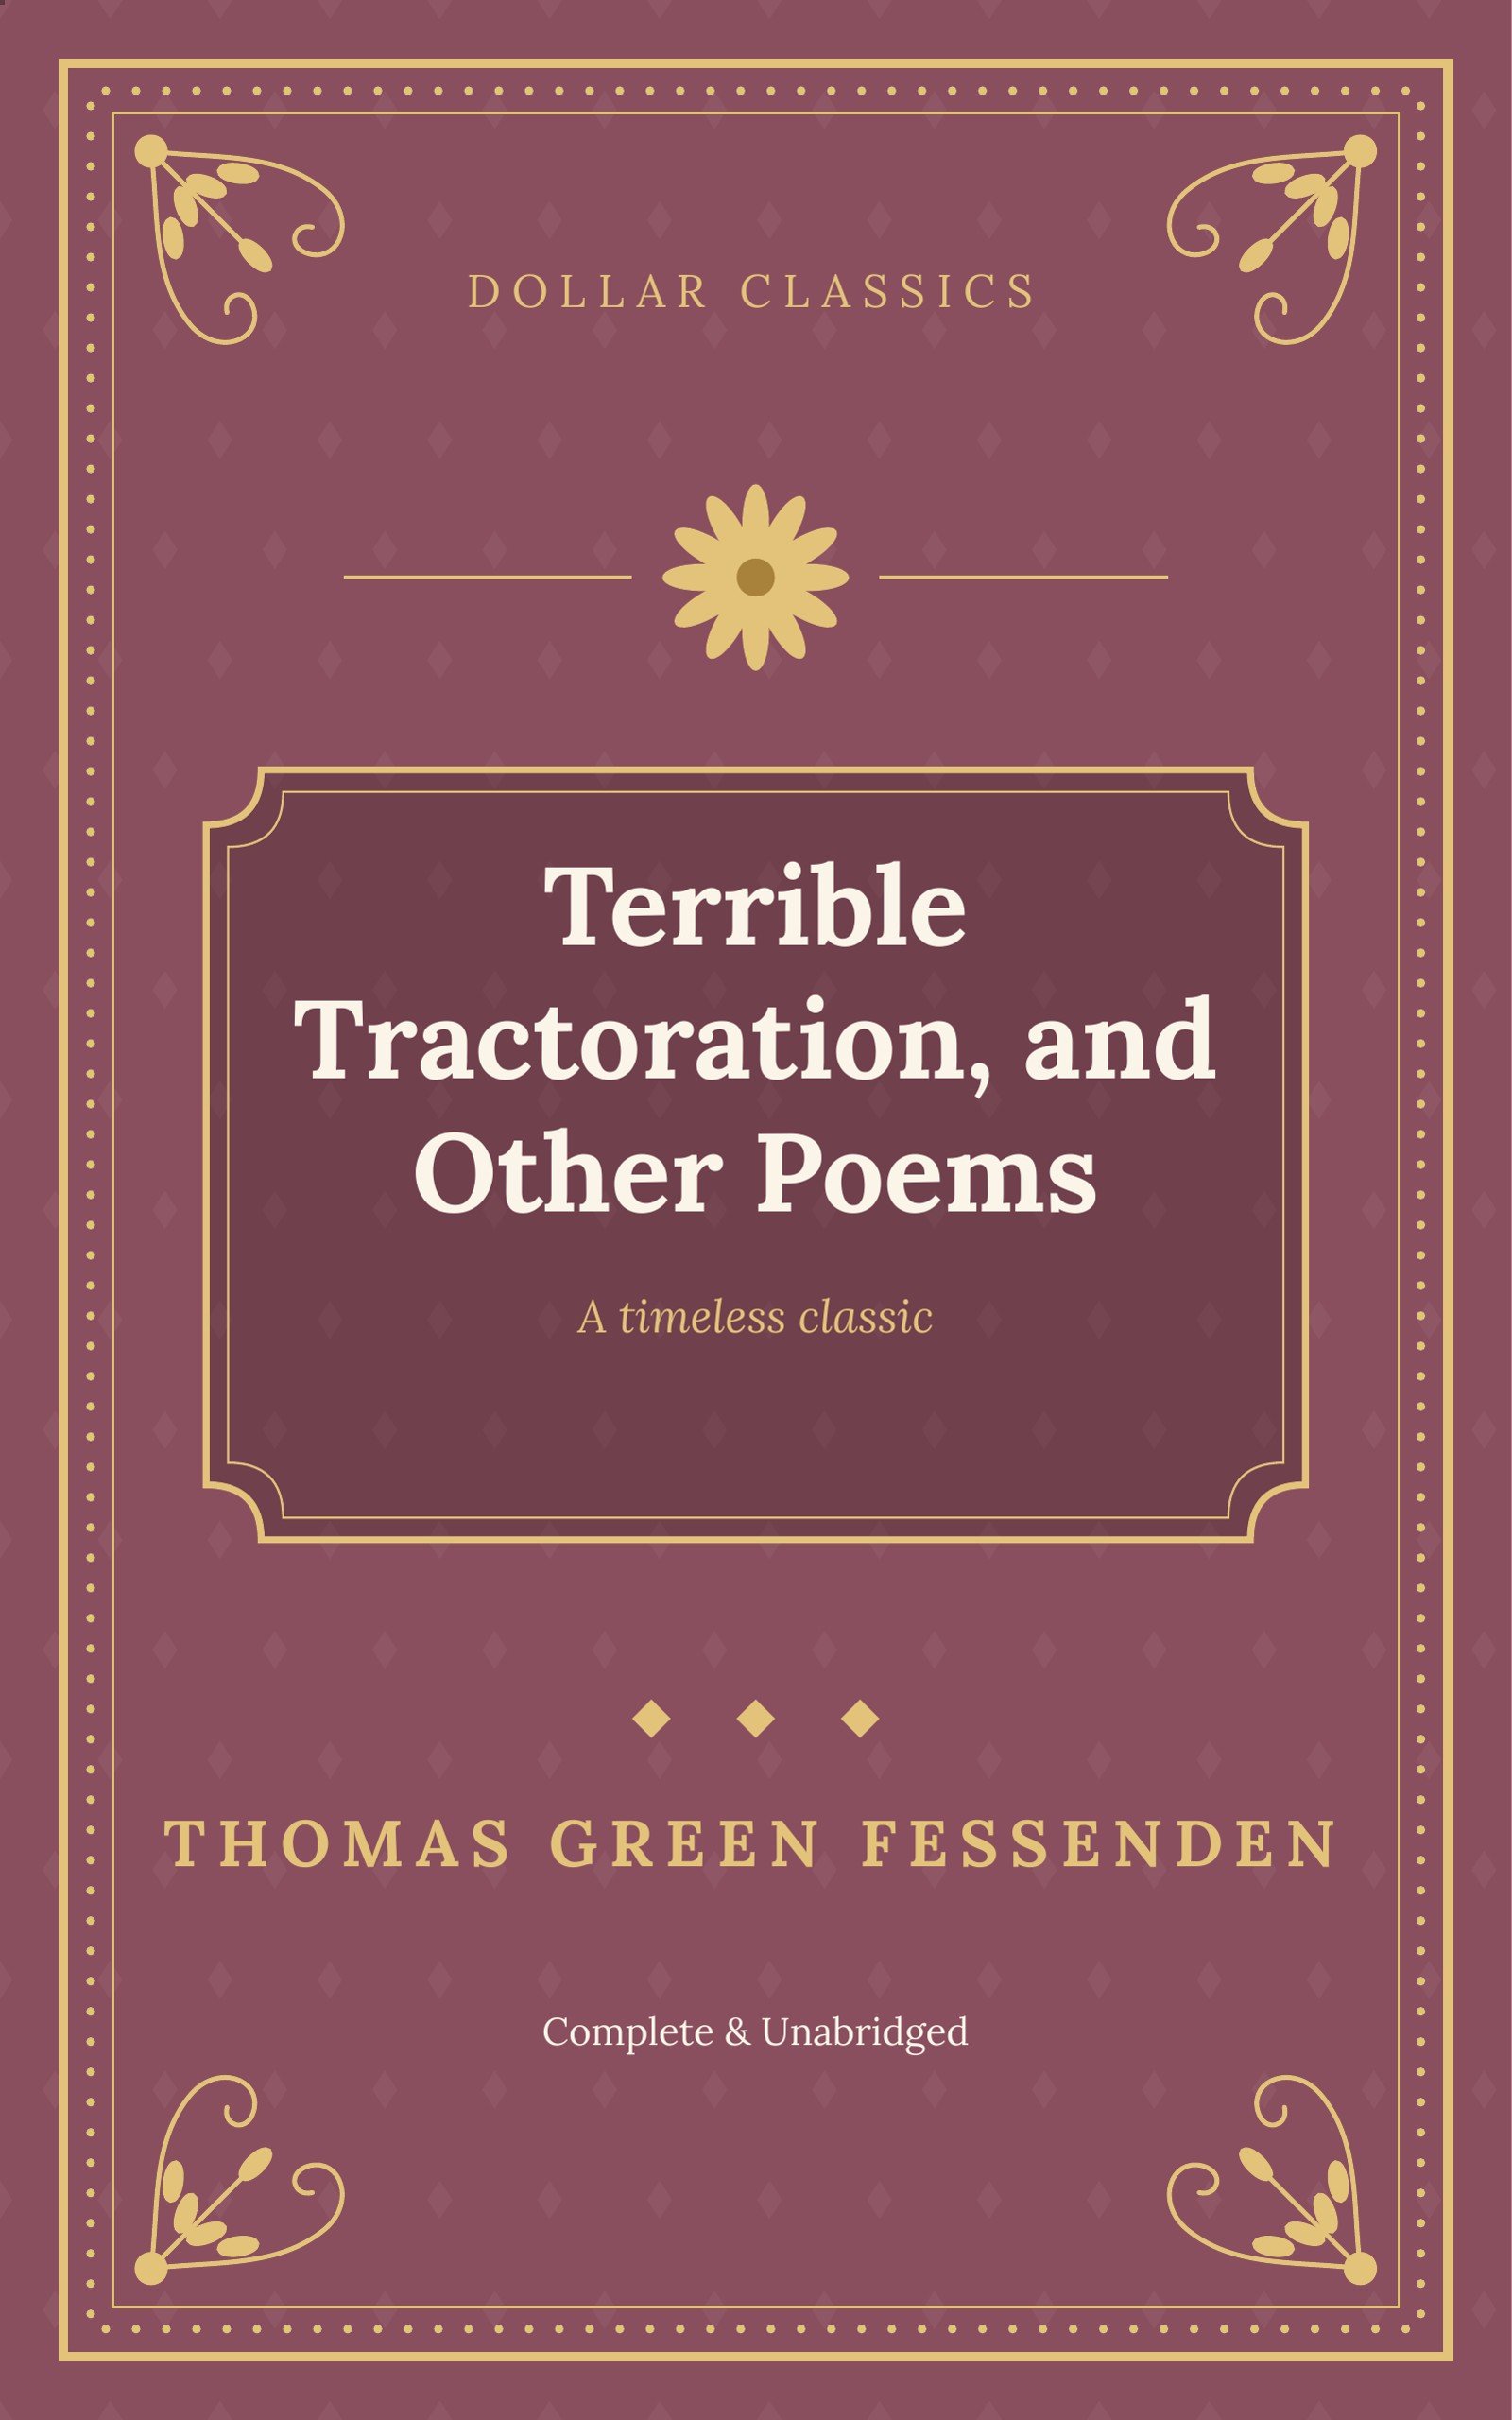 DOLLAR CLASSICS
Terrible
Tractoration, and
Other Poems
A timeless classic
THOMAS GREEN FESSENDEN
Complete & Unabridged